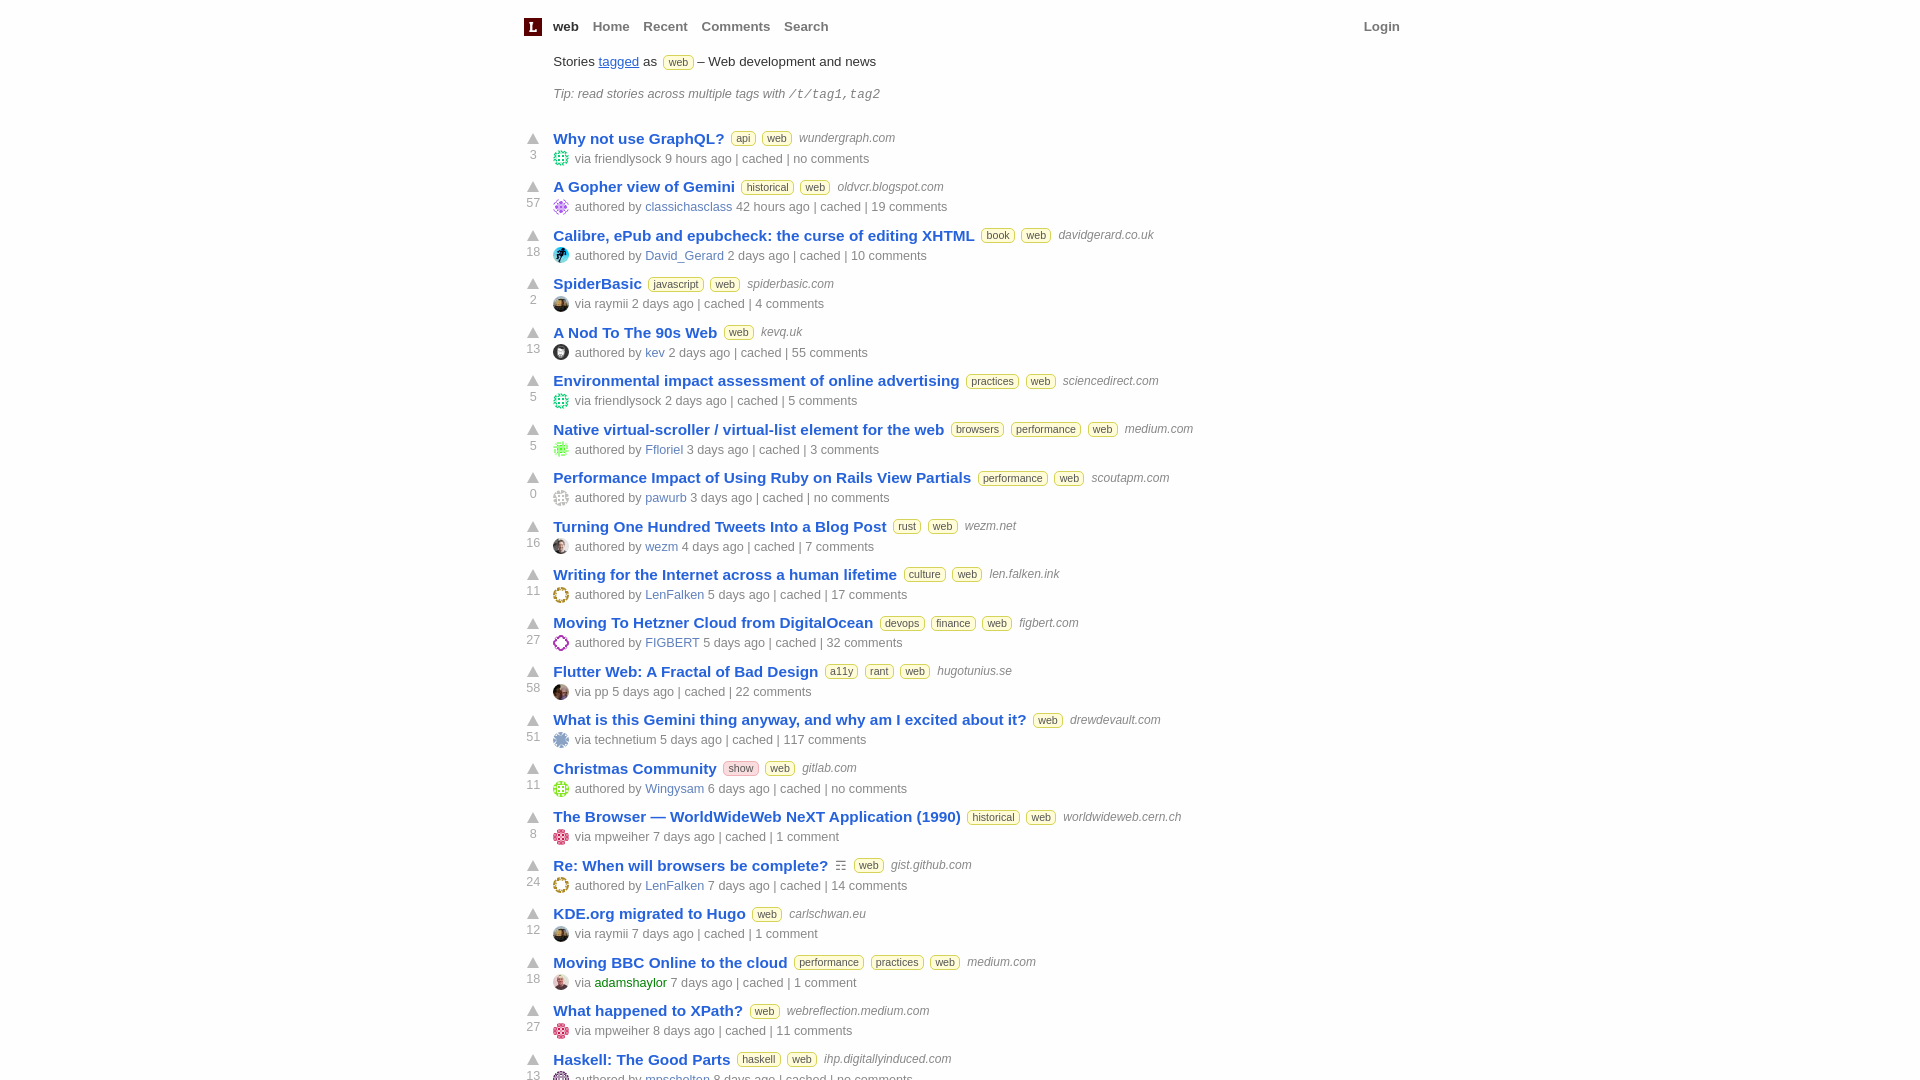 L web Home Recent Comments Search Login
Stories tagged as web – Web development and news
Tip: read stories across multiple tags with /t/tag1,tag2
Why not use GraphQL? api web wundergraph.com
3 via friendlysock 9 hours ago | cached | no comments
A Gopher view of Gemini historical web oldvcr.blogspot.com
57 authored by classichasclass 42 hours ago | cached | 19 comments
Calibre, ePub and epubcheck: the curse of editing XHTML book web davidgerard.co.uk
18 authored by David_Gerard 2 days ago | cached | 10 comments
SpiderBasic javascript web spiderbasic.com
2 via raymii 2 days ago | cached | 4 comments
A Nod To The 90s Web web kevq.uk
13 authored by kev 2 days ago | cached | 55 comments
Environmental impact assessment of online advertising practices web sciencedirect.com
5 via friendlysock 2 days ago | cached | 5 comments
Native virtual-scroller / virtual-list element for the web browsers performance web medium.com
5 authored by Ffloriel 3 days ago | cached | 3 comments
Performance Impact of Using Ruby on Rails View Partials performance web scoutapm.com
0 authored by pawurb 3 days ago | cached | no comments
Turning One Hundred Tweets Into a Blog Post rust web wezm.net
16 authored by wezm 4 days ago | cached | 7 comments
Writing for the Internet across a human lifetime culture web len.falken.ink
11 authored by LenFalken 5 days ago | cached | 17 comments
Moving To Hetzner Cloud from DigitalOcean devops finance web figbert.com
27 authored by FIGBERT 5 days ago | cached | 32 comments
Flutter Web: A Fractal of Bad Design a11y rant web hugotunius.se
58 via pp 5 days ago | cached | 22 comments
What is this Gemini thing anyway, and why am I excited about it? web drewdevault.com
51 via technetium 5 days ago | cached | 117 comments
Christmas Community show web gitlab.com
11 authored by Wingysam 6 days ago | cached | no comments
The Browser — WorldWideWeb NeXT Application (1990) historical web worldwideweb.cern.ch
8 via mpweiher 7 days ago | cached | 1 comment
Re: When will browsers be complete? ☶ web gist.github.com
24 authored by LenFalken 7 days ago | cached | 14 comments
KDE.org migrated to Hugo web carlschwan.eu
12 via raymii 7 days ago | cached | 1 comment
Moving BBC Online to the cloud performance practices web medium.com
18 via adamshaylor 7 days ago | cached | 1 comment
What happened to XPath? web webreflection.medium.com
27 via mpweiher 8 days ago | cached | 11 comments
Haskell: The Good Parts haskell web ihp.digitallyinduced.com
13 authored by mpscholten 8 days ago | cached | no comments